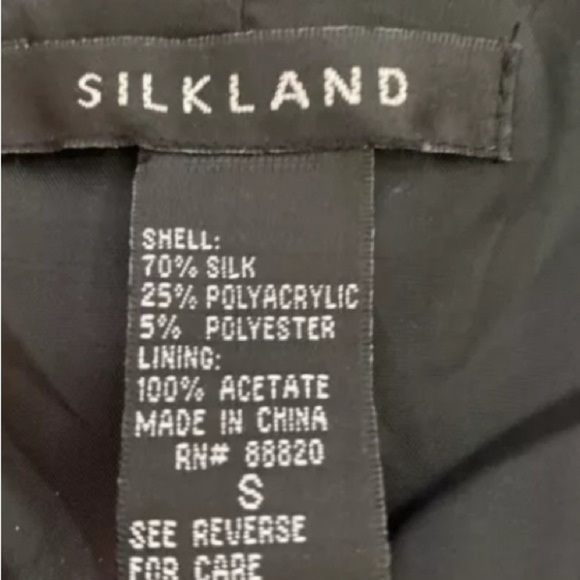 SILKLAND
SHELL:
70% SILK
25% POLYACRYLIC
5% POLYESTER
LINING:
100% ACETATE
MADE IN CHINA
RN# 88820
S
SEE REVERSE
FOR CARE